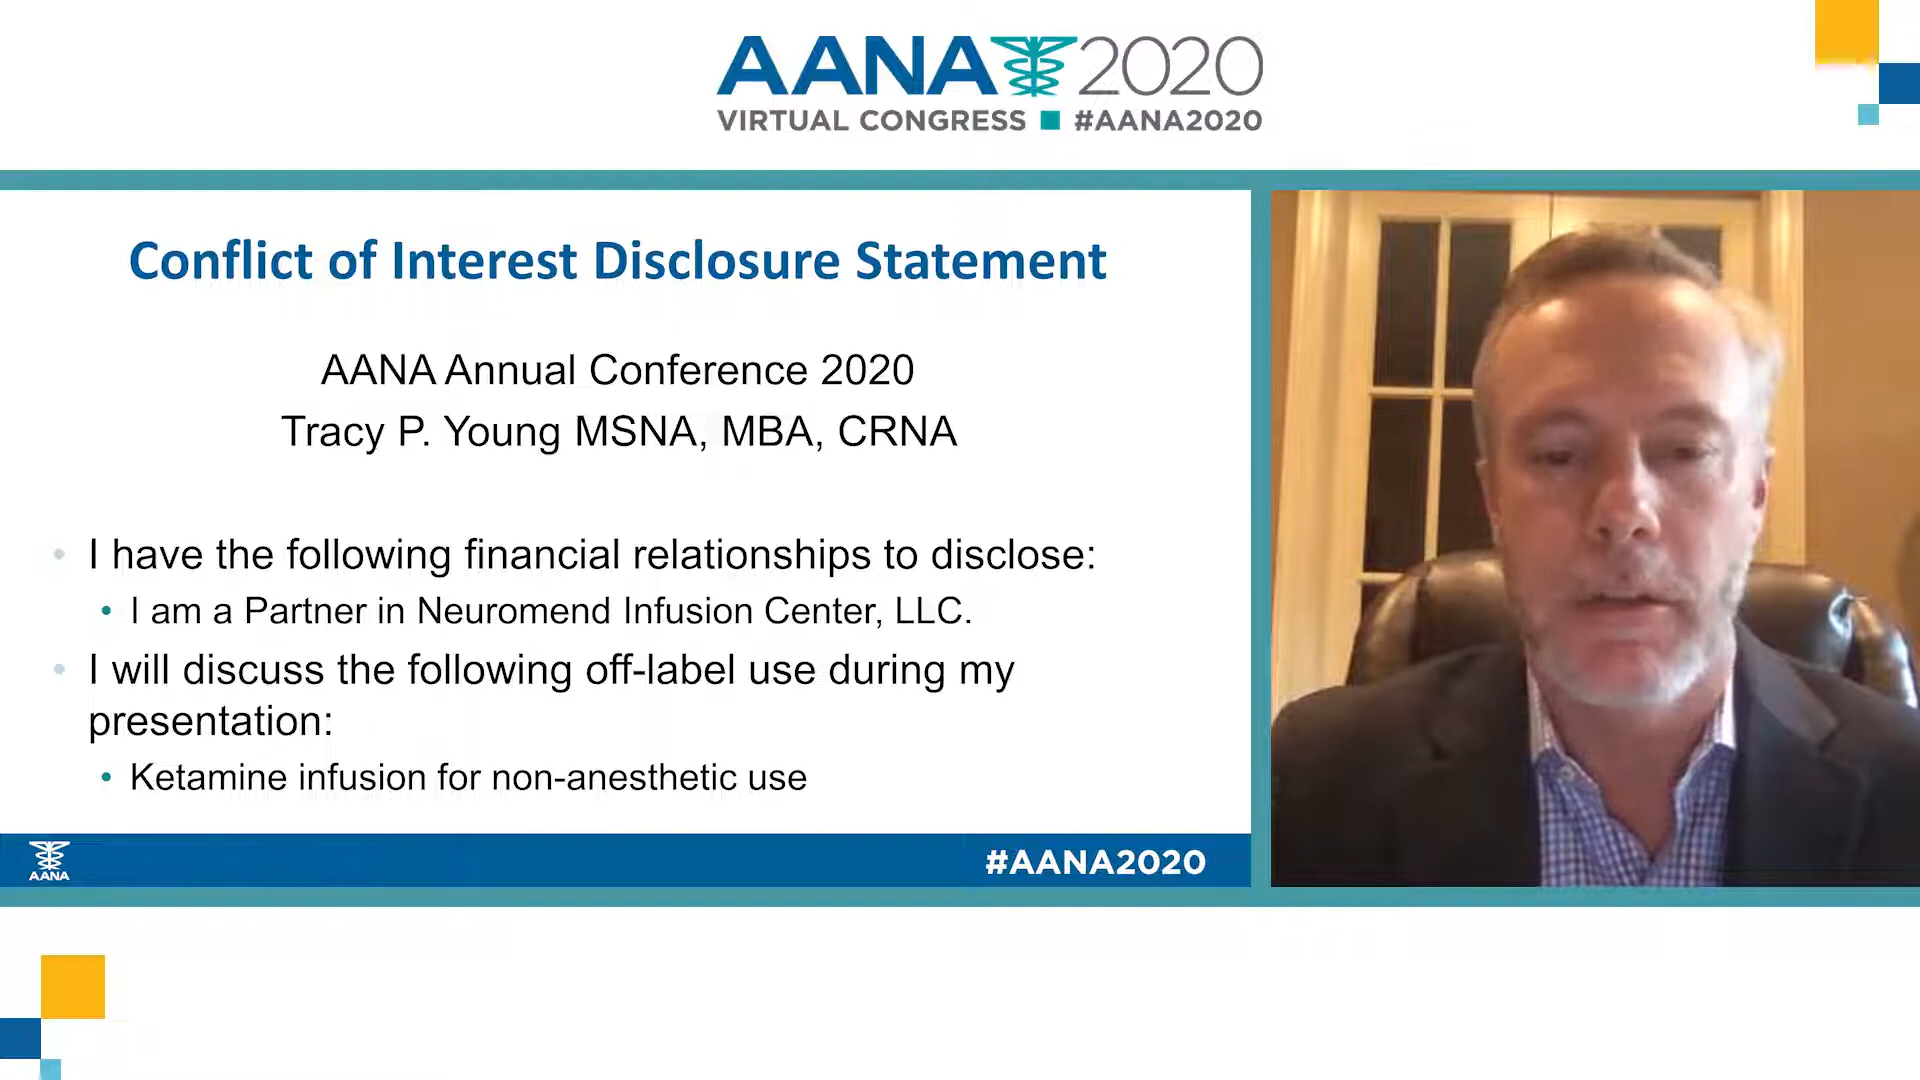 AANA 2020
VIRTUAL CONGRESS #AANA2020
Conflict of Interest Disclosure Statement
AANA Annual Conference 2020
Tracy P. Young MSNA, MBA, CRNA
• I have the following financial relationships to disclose:
• I am a Partner in Neuromend Infusion Center, LLC.
• I will discuss the following off-label use during my
presentation:
• Ketamine infusion for non-anesthetic use
AANA
#AANA2020